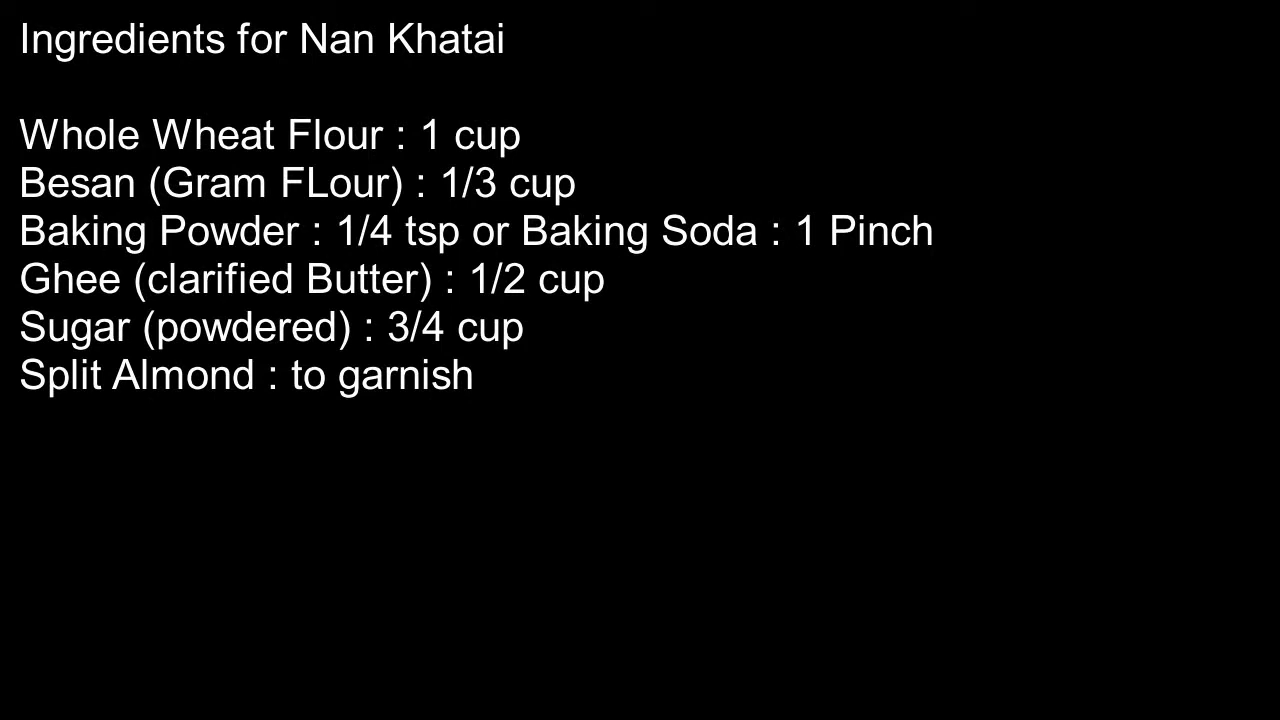 Ingredients for Nan Khatai
Whole Wheat Flour : 1 cup
Besan (Gram FLour) : 1/3 cup
Baking Powder : 1/4 tsp or Baking Soda : 1 Pinch
Ghee (clarified Butter) : 1/2 cup
Sugar (powdered) : 3/4 cup
Split Almond : to garnish